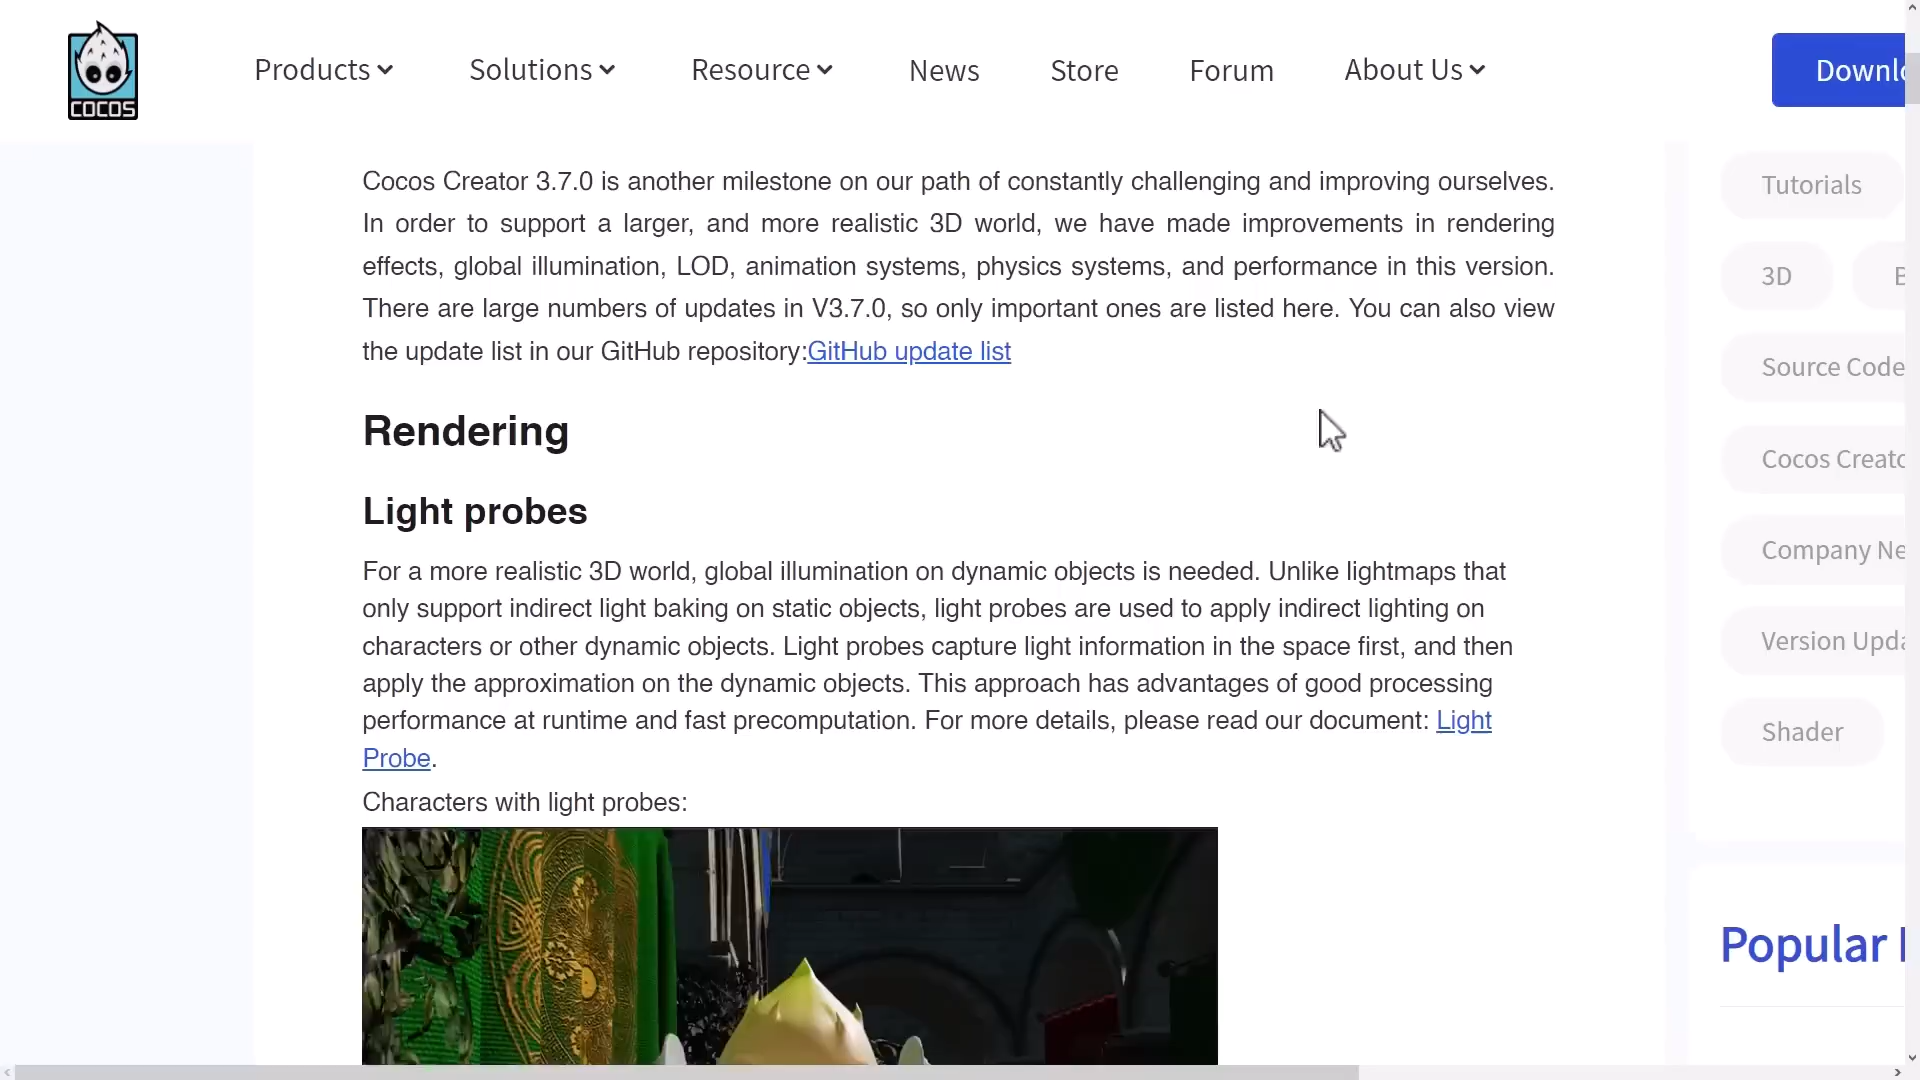 COCOS
Products
Solutions
Resource
News
Store
Forum
About Us
Cocos Creator 3.7.0 is another milestone on our path of constantly challenging and improving ourselves.
In order to support a larger, and more realistic 3D world, we have made improvements in rendering
effects, global illumination, LOD, animation systems, physics systems, and performance in this version.
There are large numbers of updates in V3.7.0, so only important ones are listed here. You can also view
the update list in our GitHub repository:GitHub update list
Rendering
Light probes
For a more realistic 3D world, global illumination on dynamic objects is needed. Unlike lightmaps that
only support indirect light baking on static objects, light probes are used to apply indirect lighting on
characters or other dynamic objects. Light probes capture light information in the space first, and then
apply the approximation on the dynamic objects. This approach has advantages of good processing
performance at runtime and fast precomputation. For more details, please read our document: Light
Probe.
Characters with light probes:
Tutorials
3D
Source Code
Cocos
Company
Version
Shader
Popular